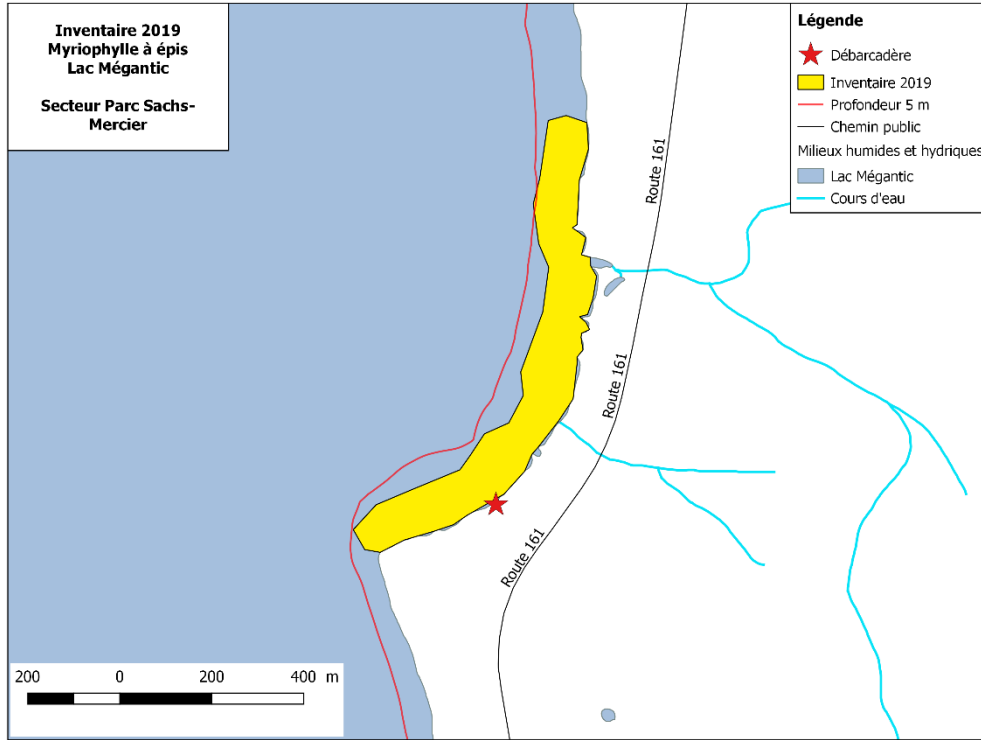 Inventaire 2019
Myriophylle à épis
Lac Mégantic
Secteur Parc Sachs-
Mercier
Légende
Débarcadère
Inventaire 2019
Profondeur 5 m
Chemin public
Milieux humides et hydriques
Lac Mégantic
Cours d'eau
Route 161
Route 161
Route 161
200 0 200 400 m